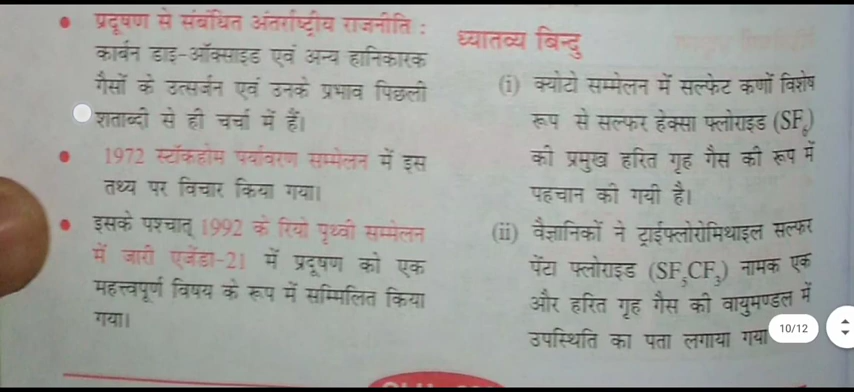 प्रदूषण से संबंधित अंतर्राष्ट्रीय राजनीति :
कार्बन डाइ-ऑक्साइड एवं अन्य हानिकारक
गैसों के उत्सर्जन एवं उनके प्रभाव पिछली
शताब्दी से ही चर्चा में हैं।
1972 स्टॉकहोम पर्यावरण सम्मेलन में इस
तथ्य पर विचार किया गया।
इसके पश्चात् 1992 के रियो पृथ्वी सम्मेलन
में जारी एजेंडा-21 में प्रदूषण को एक
महत्त्वपूर्ण विषय के रूप में सम्मिलित किया
गया।
ध्यातव्य बिन्दु
(i) क्योटो सम्मेलन में सल्फेट कणों विशेष
रूप से सल्फर हेक्सा फ्लोराइड (SF₆)
की प्रमुख हरित गृह गैस की रूप में
पहचान की गयी है।
(ii) वैज्ञानिकों ने ट्राईफ्लोरोमिथाइल सल्फर
पेंटा फ्लोराइड (SF₅CF₃) नामक एक
और हरित गृह गैस की वायुमण्डल में
उपस्थिति का पता लगाया गया
10/12